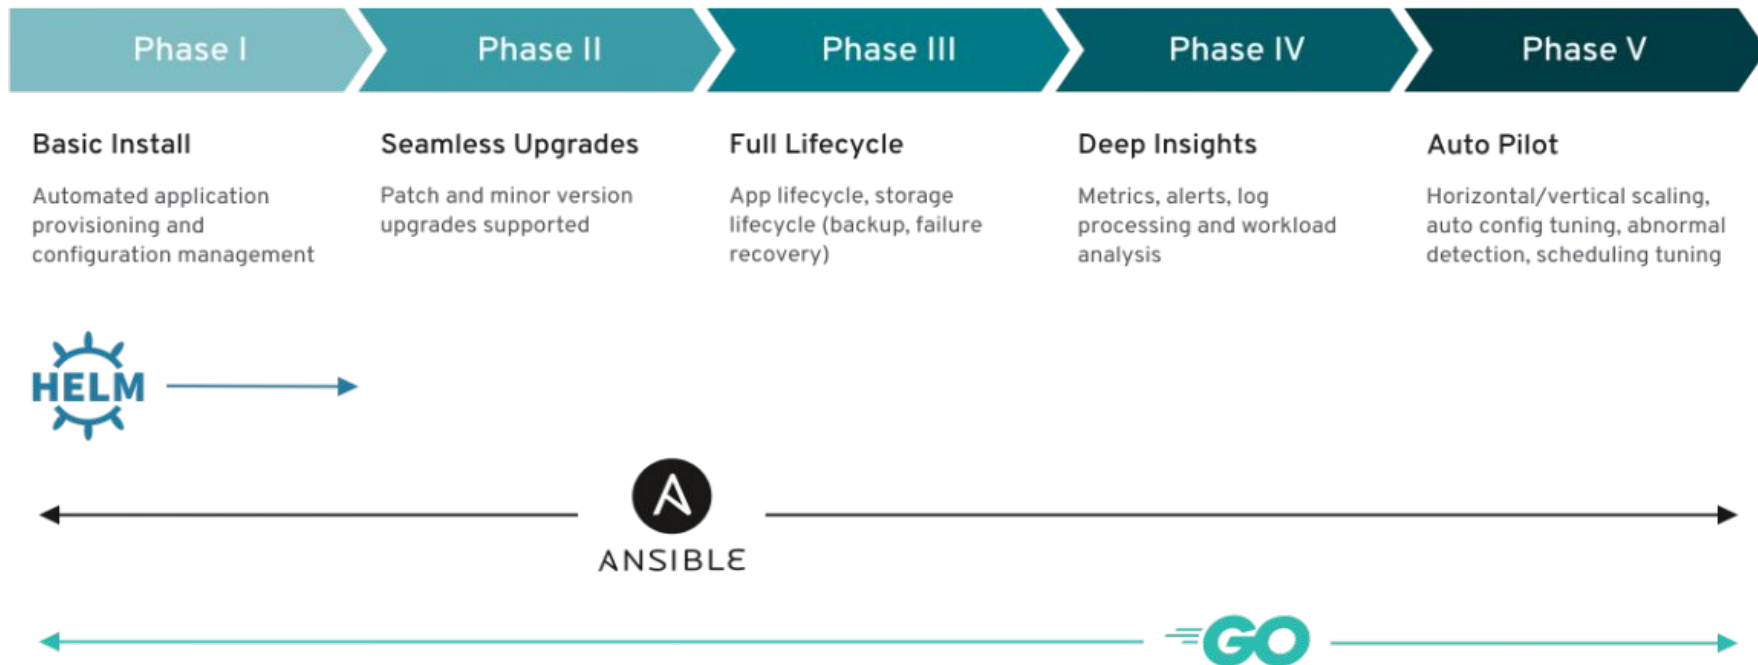 Phase I
Phase II
Phase III
Phase IV
Phase V
Basic Install
Automated application
provisioning and
configuration management
Seamless Upgrades
Patch and minor version
upgrades supported
Full Lifecycle
App lifecycle, storage
lifecycle (backup, failure
recovery)
Deep Insights
Metrics, alerts, log
processing and workload
analysis
Auto Pilot
Horizontal/vertical scaling,
auto config tuning, abnormal
detection, scheduling tuning
HELM
A
ANSIBLE
GO